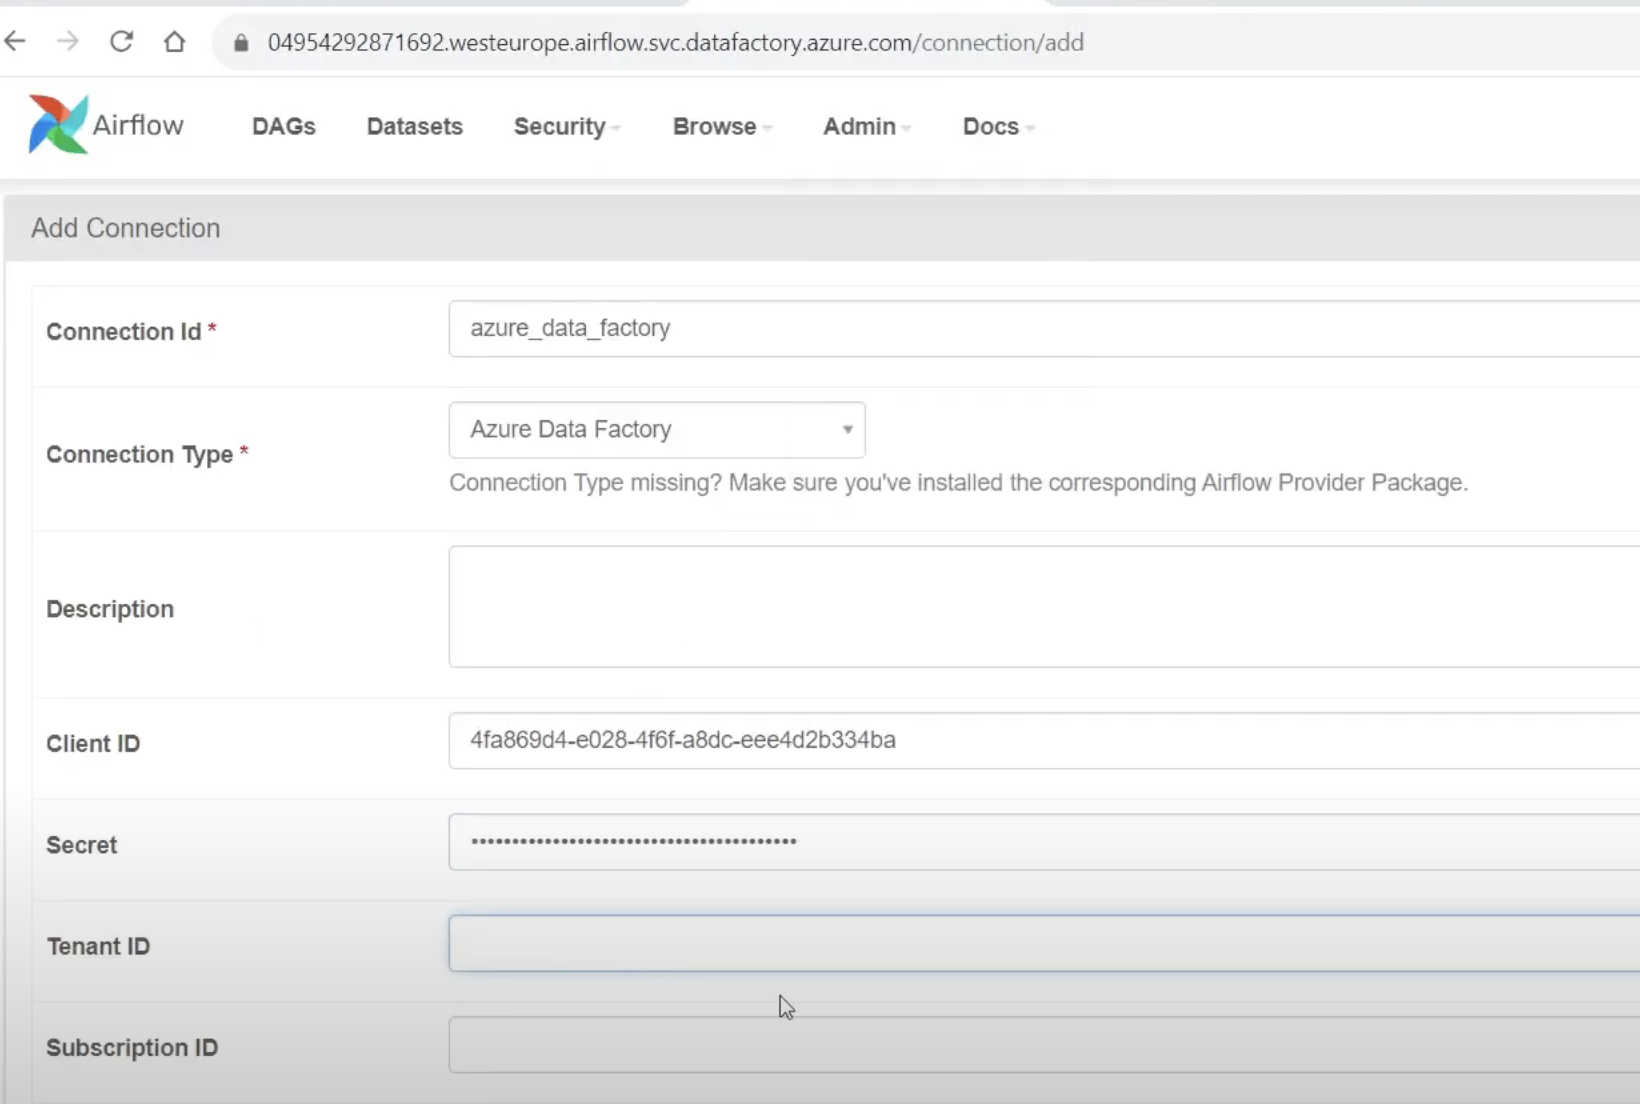 04954292871692.westeurope.airflow.svc.datafactory.azure.com/connection/add
Airflow DAGs Datasets Security Browse Admin Docs
Add Connection
Connection Id * azure_data_factory
Connection Type * Azure Data Factory
Connection Type missing? Make sure you've installed the corresponding Airflow Provider Package.
Description
Client ID 4fa869d4-e028-4f6f-a8dc-eee4d2b334ba
Secret ••••••••••••••••••••••••••••••••••••••••
Tenant ID
Subscription ID